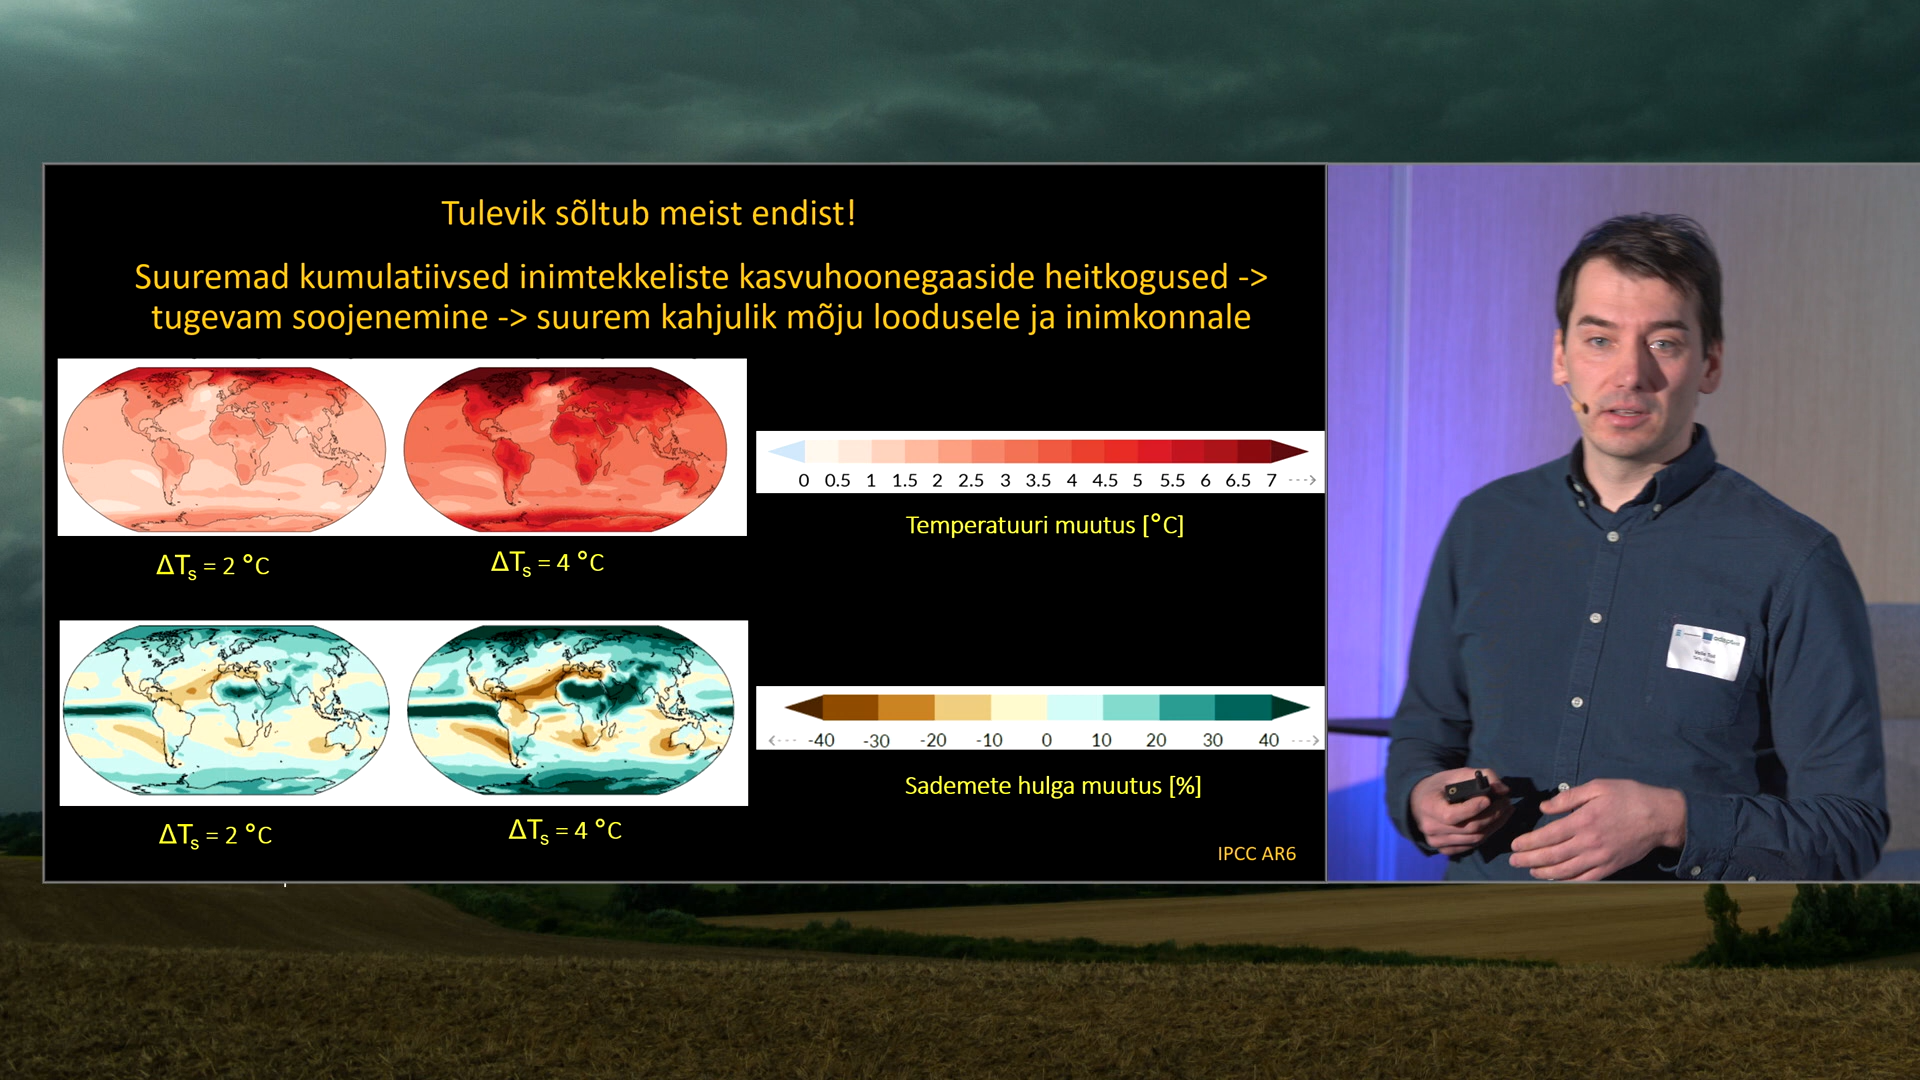 Tulevik sõltub meist endist!
Suuremad kumulatiivsed inimtekkeliste kasvuhoonegaaside heitkogused ->
tugevam soojenemine -> suurem kahjulik mõju loodusele ja inimkonnale
0 0.5 1 1.5 2 2.5 3 3.5 4 4.5 5 5.5 6 6.5 7
Temperatuuri muutus [°C]
ΔTs = 2 °C
ΔTs = 4 °C
-40 -30 -20 -10 0 10 20 30 40
Sademete hulga muutus [%]
ΔTs = 2 °C
ΔTs = 4 °C
IPCC AR6
Velle Toll